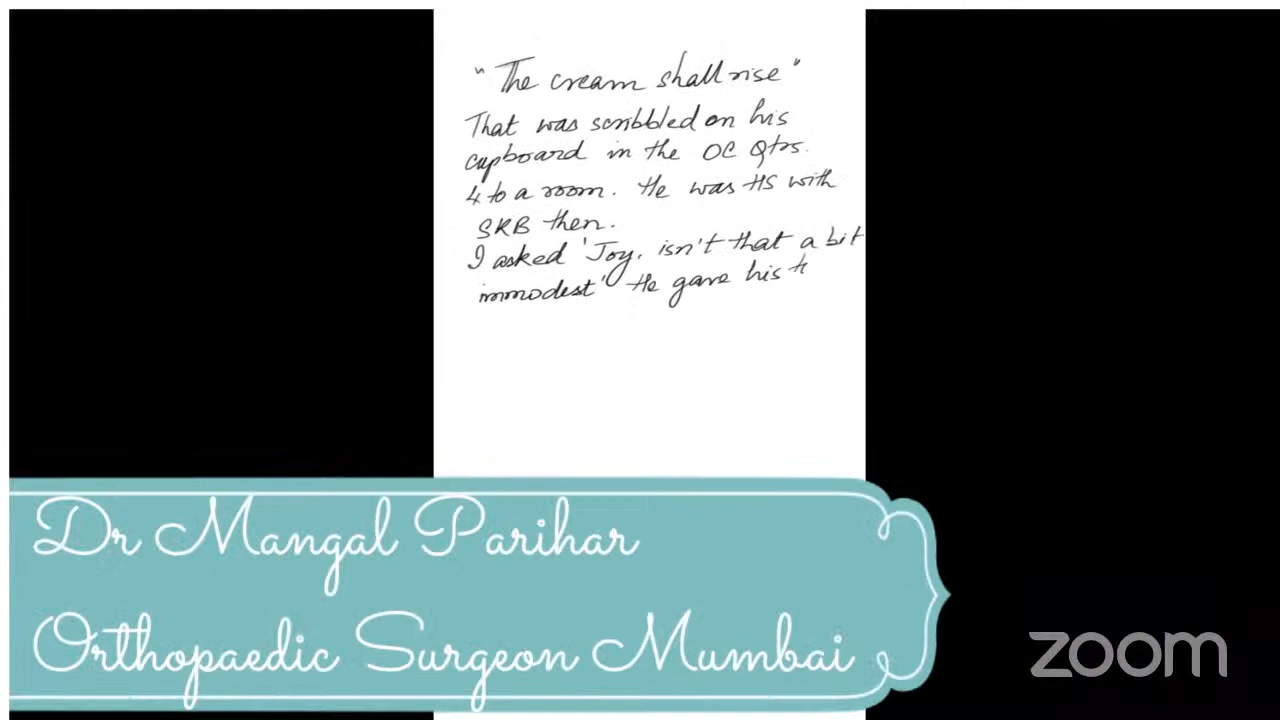 "The cream shall rise"
That was scribbled on his
cupboard in the OC Qtrs.
4 to a room. He was HS with
SRB then.
I asked 'Joy, isn't that a bit
immodest' He gave his
Dr Mangal Parihar
Orthopaedic Surgeon Mumbai
zoom